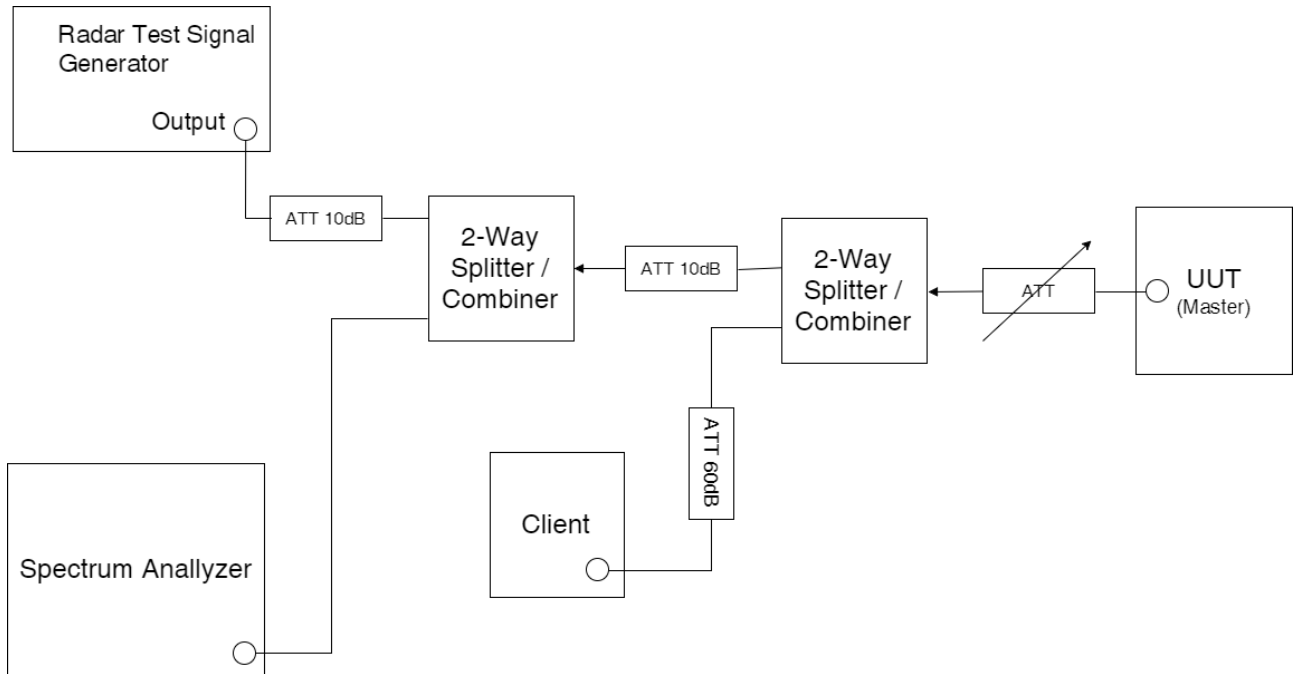 Radar Test Signal
Generator
Output
ATT 10dB
2-Way
Splitter /
Combiner
ATT 10dB
2-Way
Splitter /
Combiner
ATT
UUT
(Master)
ATT 60dB
Client
Spectrum Anallyzer